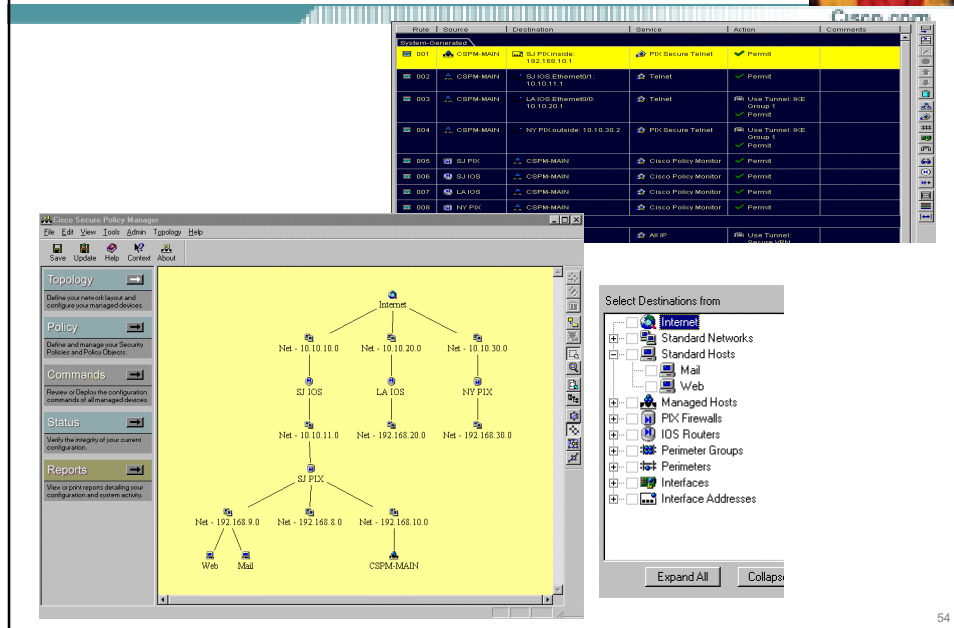 Cisco.com
Rule Source Destination Service Action Comments
System-Generated
001 CSPM-MAIN SJ PIX.inside: 192.168.10.1 PIX Secure Telnet Permit
002 CSPM-MAIN SJ IOS.Ethernet0/1: 10.10.11.1 Telnet Permit
003 CSPM-MAIN LA IOS.Ethernet0/0: 10.10.20.1 Telnet Use Tunnel: IKE Group 1 Permit
004 CSPM-MAIN NY PIX.outside: 10.10.30.2 PIX Secure Telnet Use Tunnel: IKE Group 1 Permit
005 SJ PIX CSPM-MAIN Cisco Policy Monitor Permit
006 SJ IOS CSPM-MAIN Cisco Policy Monitor Permit
007 LA IOS CSPM-MAIN Cisco Policy Monitor Permit
008 NY PIX CSPM-MAIN Cisco Policy Monitor Permit
All IP Use Tunnel: Secure VPN
Cisco Secure Policy Manager
File Edit View Tools Admin Topology Help
Save Update Help Context About
Topology
Define your network layout and
configure your managed devices.
Policy
Define and manage your Security
Policies and Policy Objects.
Commands
Review or Deploy the configuration
commands of all managed devices.
Status
Verify the integrity of your current
configuration.
Reports
View or print reports detailing your
configuration and system activity.
Internet
Net - 10.10.10.0 Net - 10.10.20.0 Net - 10.10.30.0
SJ IOS LA IOS NY PIX
Net - 10.10.11.0 Net - 192.168.20.0 Net - 192.168.30.0
SJ PIX
Net - 192.168.9.0 Net - 192.168.8.0 Net - 192.168.10.0
Web Mail CSPM-MAIN
Select Destinations from
Internet
Standard Networks
Standard Hosts
Mail
Web
Managed Hosts
PIX Firewalls
IOS Routers
Perimeter Groups
Perimeters
Interfaces
Interface Addresses
Expand All Collaps
54